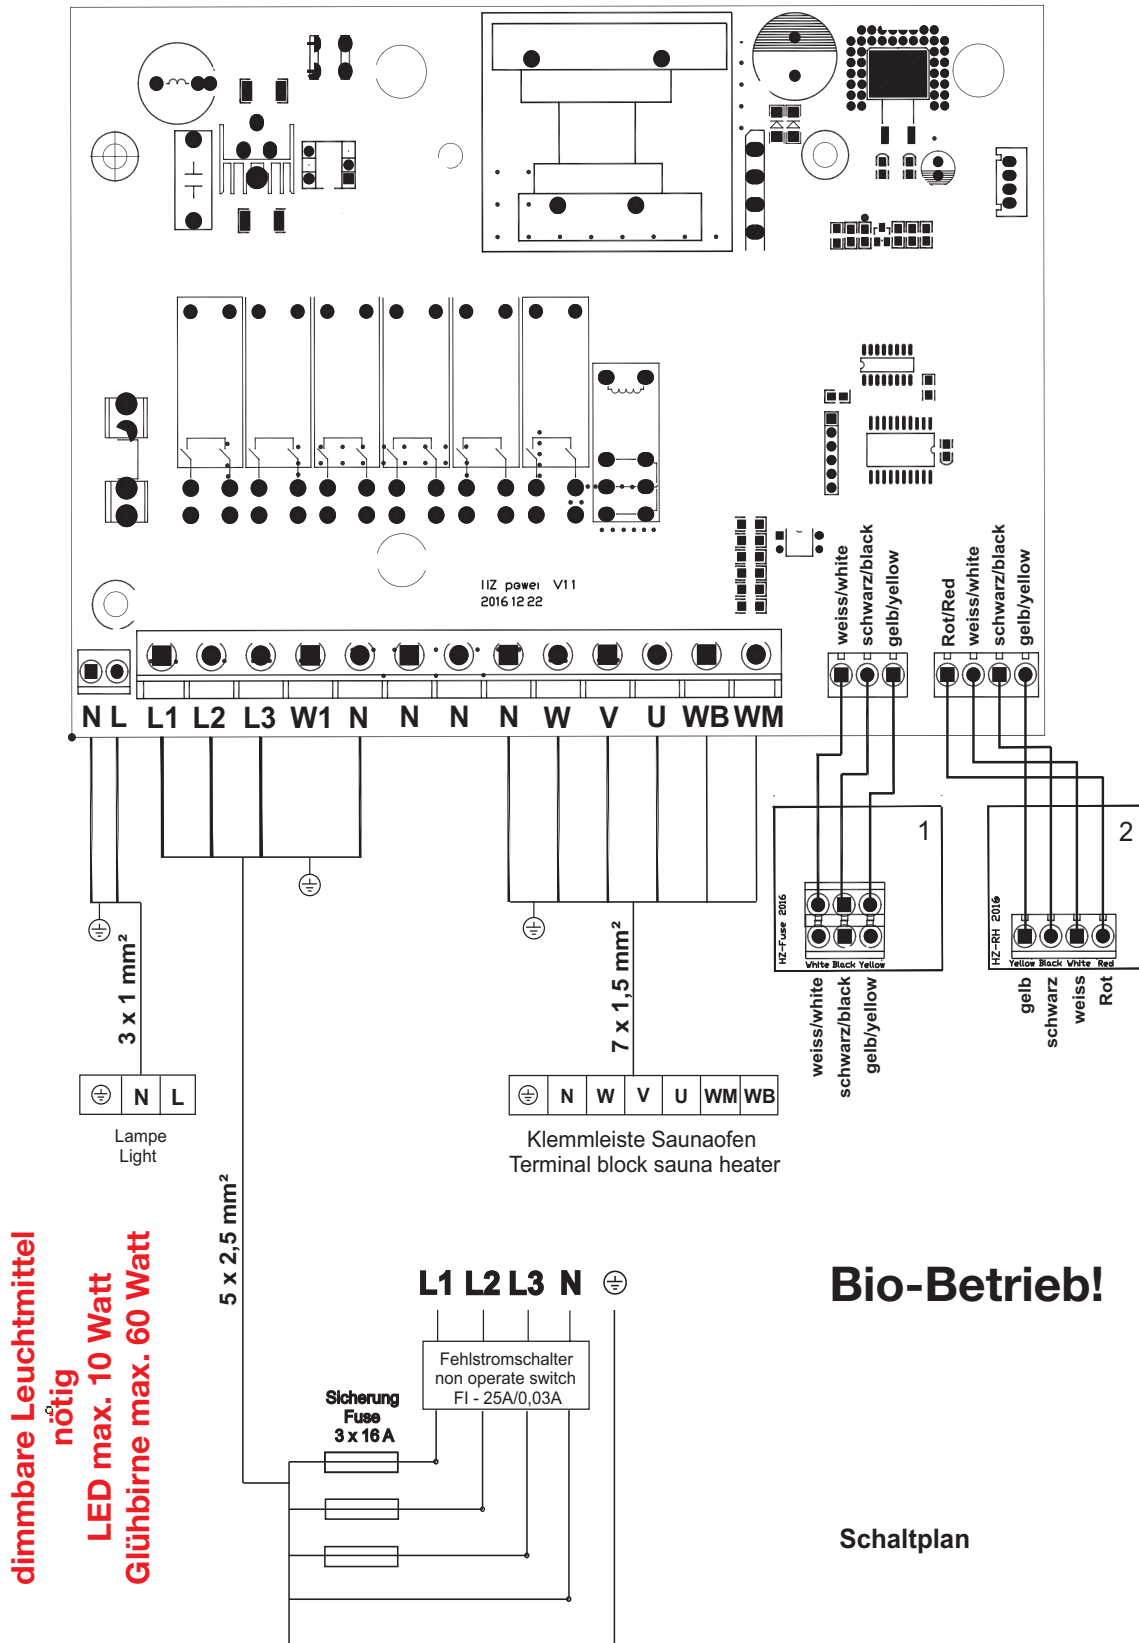 IIZ power V11
2016 12 22
weiss/white
schwarz/black
gelb/yellow
Rot/Red
weiss/white
schwarz/black
gelb/yellow
N L L1 L2 L3 W1 N N N N W V U WB WM
1
2
HZ-Fuse 2016
HZ-RH 2016
White Black Yellow
Yellow Black White Red
weiss/white
schwarz/black
gelb/yellow
gelb
schwarz
weiss
Rot
3 x 1 mm²
7 x 1,5 mm²
N L
Lampe
Light
N W V U WM WB
Klemmleiste Saunaofen
Terminal block sauna heater
5 x 2,5 mm²
dimmbare Leuchtmittel
nötig
LED max. 10 Watt
Glühbirne max. 60 Watt
L1 L2 L3 N
Bio-Betrieb!
Fehlstromschalter
non operate switch
FI - 25A/0,03A
Sicherung
Fuse
3 x 16 A
Schaltplan